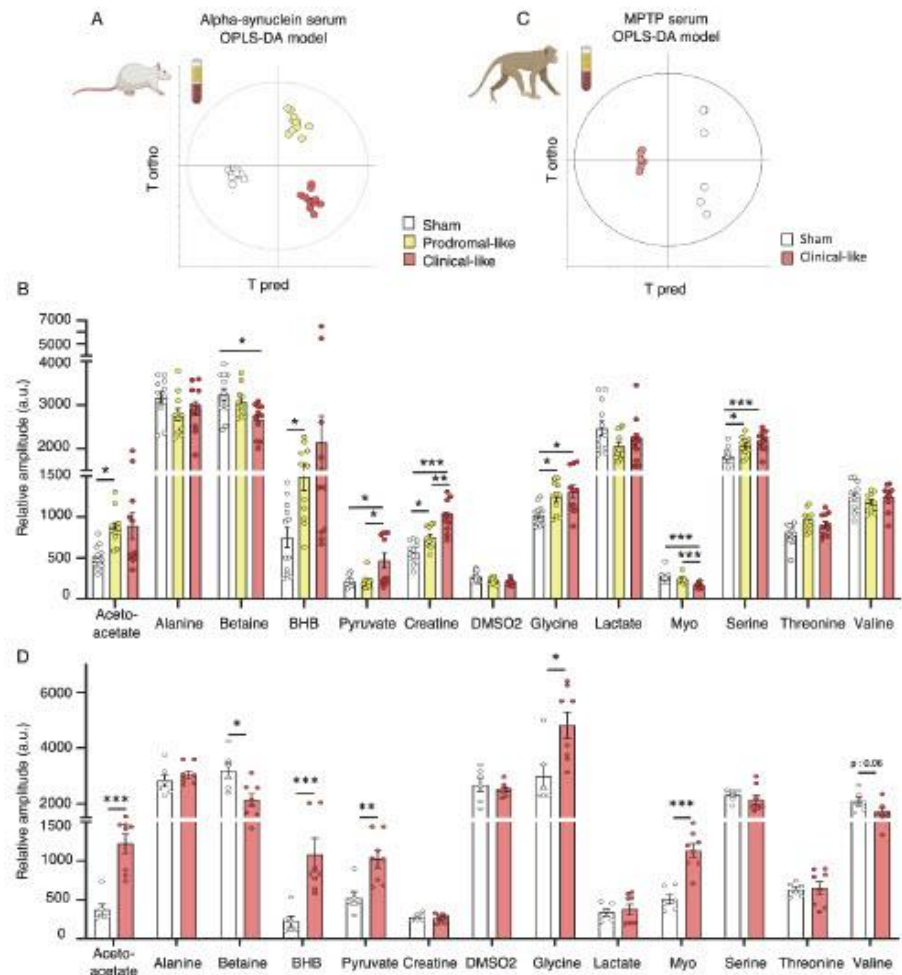 A
Alpha-synuclein serum
OPLS-DA model
T ortho
T pred
Sham
Prodromal-like
Clinical-like
C
MPTP serum
OPLS-DA model
T ortho
T pred
Sham
Clinical-like
B
Relative amplitude (a.u.)
7000
5000
4000
3000
2000
1500
1000
500
0
* * * * * *** ** * * * *** *** *** *
Aceto-
acetate Alanine Betaine BHB Pyruvate Creatine DMSO2 Glycine Lactate Myo Serine Threonine Valine
D
Relative amplitude (a.u.)
6000
4000
2000
1500
1000
500
0
*** * *** ** * *** p : 0.06
Aceto-
acetate Alanine Betaine BHB Pyruvate Creatine DMSO2 Glycine Lactate Myo Serine Threonine Valine